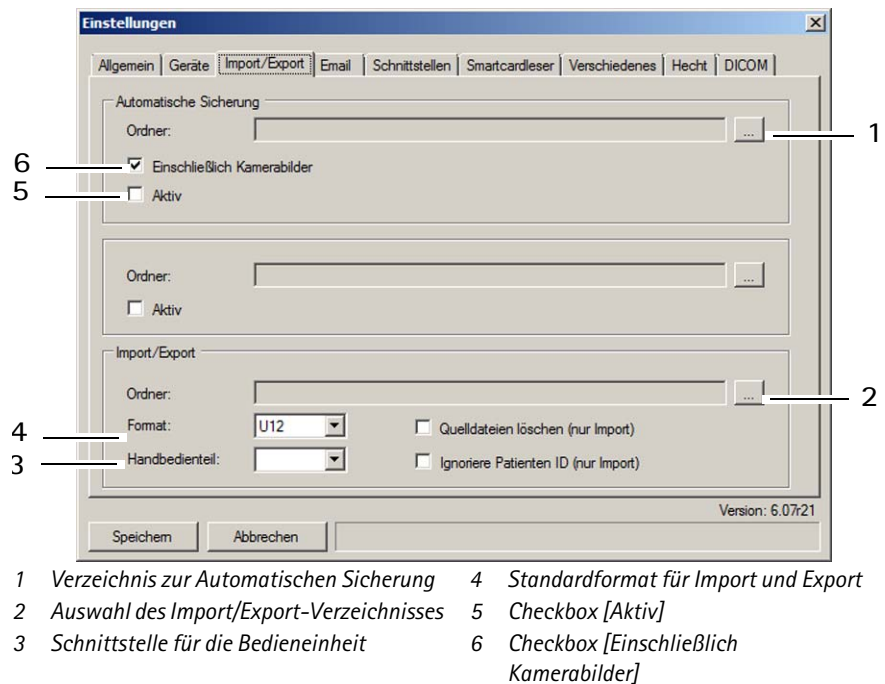 Einstellungen
Allgemein Geräte Import/Export Email Schnittstellen Smartcardleser Verschiedenes Hecht DICOM
Automatische Sicherung
Ordner: ... 1
6 Einschließlich Kamerabilder
5 Aktiv
Ordner: ...
Aktiv
Import/Export
Ordner: ... 2
4 Format: U12 Quelldateien löschen (nur Import)
3 Handbedienteil: Ignoriere Patienten ID (nur Import)
Version: 6.07r21
Speichern Abbrechen
1 Verzeichnis zur Automatischen Sicherung
2 Auswahl des Import/Export-Verzeichnisses
3 Schnittstelle für die Bedieneinheit
4 Standardformat für Import und Export
5 Checkbox [Aktiv]
6 Checkbox [Einschließlich
Kamerabilder]